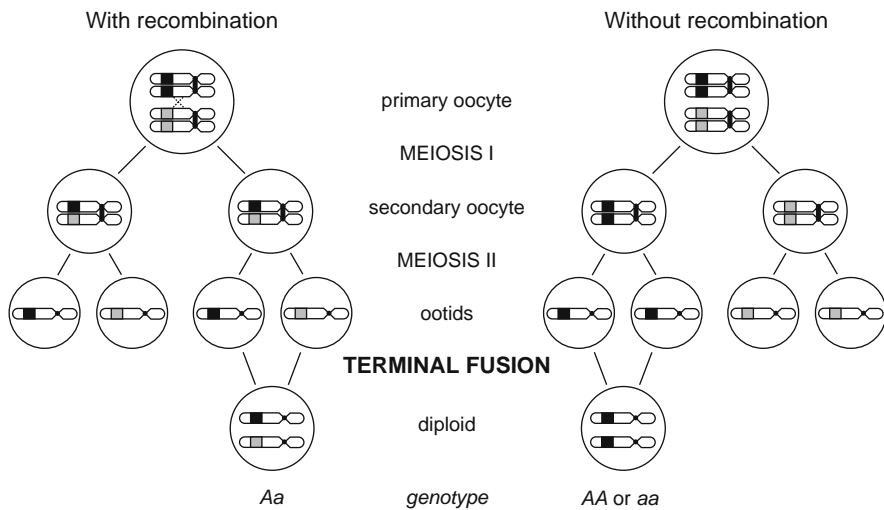 With recombination
Without recombination
primary oocyte
MEIOSIS I
secondary oocyte
MEIOSIS II
ootids
TERMINAL FUSION
diploid
Aa
genotype
AA or aa